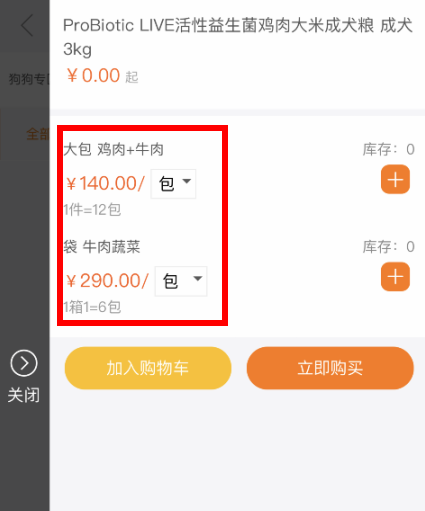 ProBiotic LIVE活性益生菌鸡肉大米成犬粮 成犬
3kg
￥0.00 起
狗狗专
全部
大包 鸡肉+牛肉
库存：0
￥140.00/ 包
1件=12包
袋 牛肉蔬菜
库存：0
￥290.00/ 包
1箱1=6包
关闭
加入购物车
立即购买